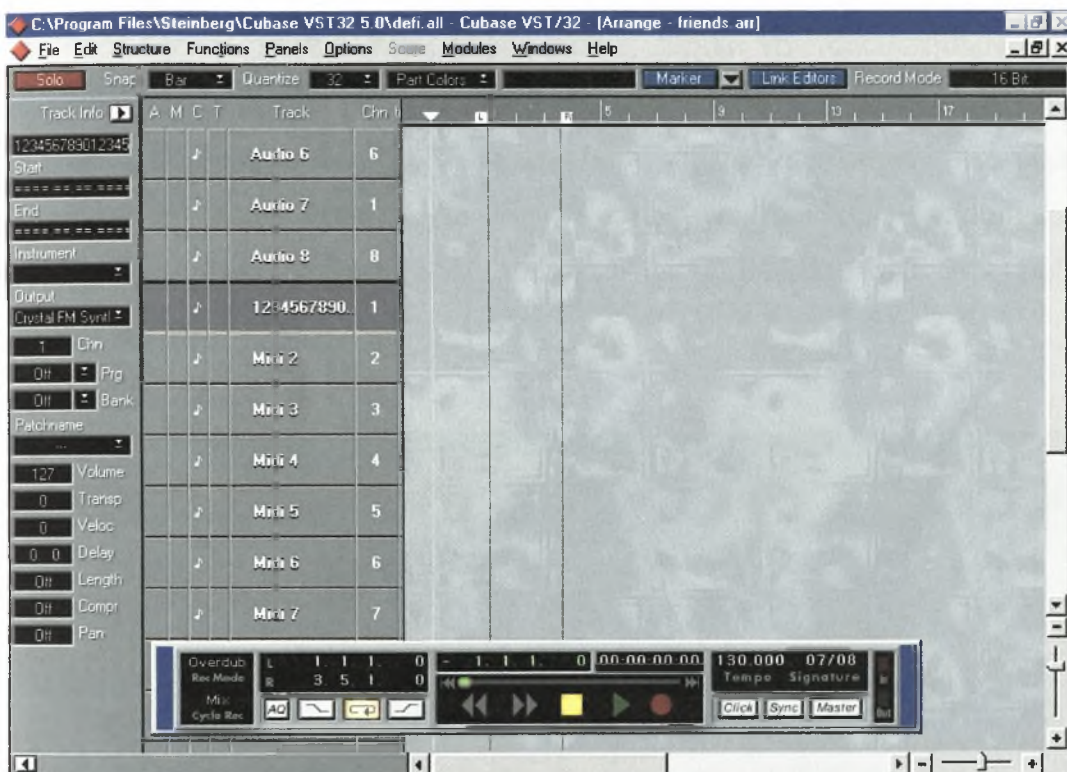 C:\Program Files\Steinberg\Cubase VST32 5.0\defi.all - Cubase VST/32 - [Arrange - friends.arr]
File Edit Structure Functions Panels Options Score Modules Windows Help
Solo Snap Bar Quantize 32 Part Colors Marker Link Editors Record Mode 16 Bit
Track Info A M C T Track Chn 5 9 13 17
123456789012345
Start
==== == == ====
End
==== == == ====
Instrument
Output
Crystal FM Synt
1 Chn
Off Prg
Off Bank
Patchname
---
127 Volume
0 Transp
0 Veloc
0 0 Delay
Off Length
Off Compr
Off Pan
Audio 6 6
Audio 7 1
Audio 8 8
1234567890.. 1
Midi 2 2
Midi 3 3
Midi 4 4
Midi 5 5
Midi 6 6
Midi 7 7
Overdub
Rec Mode
Mix
Cycle Rec
L 1. 1. 1. 0
R 3. 5. 1. 0
AQ
- 1. 1. 1. 0 00:00:00:00
130.000 07/08
Tempo Signature
Click Sync Master
In
Out